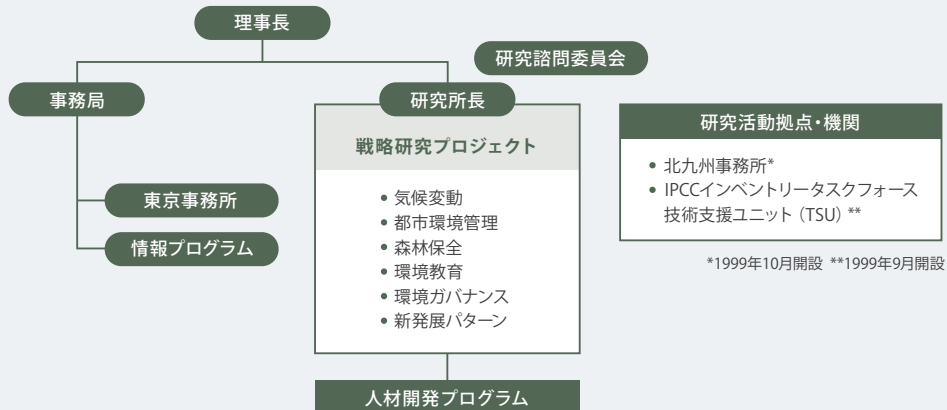 理事長
研究諮問委員会
事務局
研究所長
戦略研究プロジェクト
• 気候変動
• 都市環境管理
• 森林保全
• 環境教育
• 環境ガバナンス
• 新発展パターン
東京事務所
情報プログラム
人材開発プログラム
研究活動拠点・機関
• 北九州事務所*
• IPCCインベントリータスクフォース
技術支援ユニット（TSU）**
*1999年10月開設 **1999年9月開設